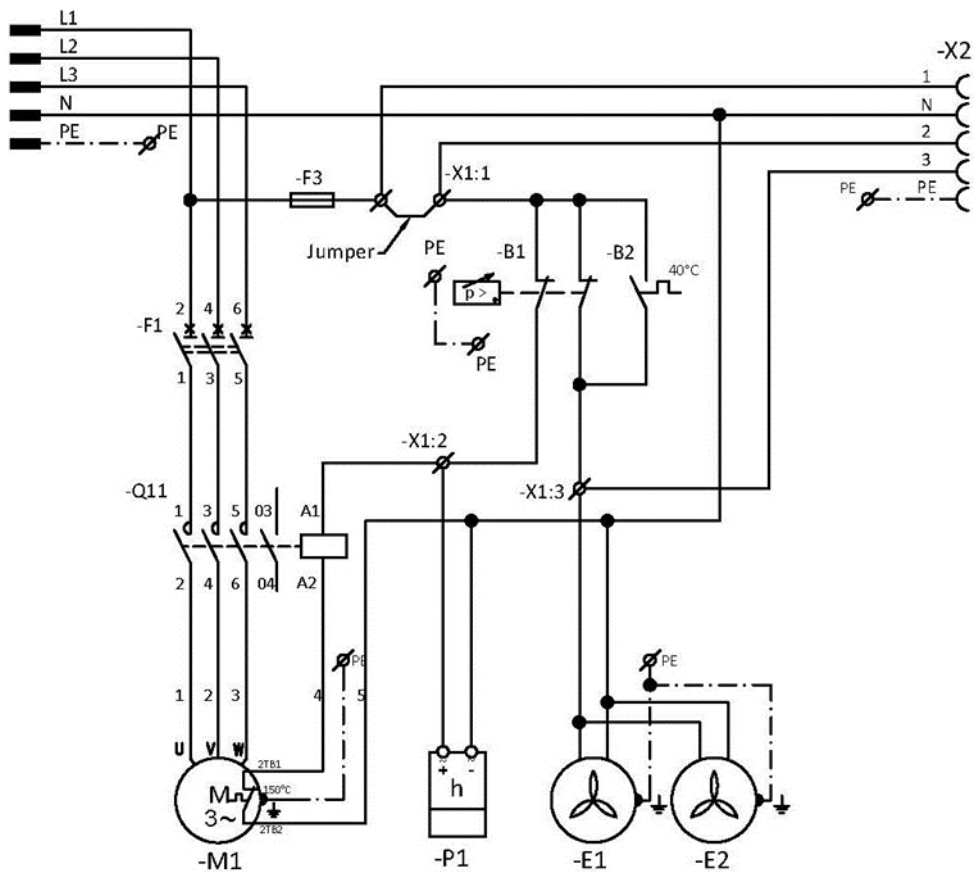 L1
L2
L3
N
PE PE
-X2
1
N
2
3
PE PE
-F3 -X1:1
Jumper
PE -B1 -B2 40°C
p >
PE
2 4 6
-F1
1 3 5
-X1:2
-X1:3
-Q11
1 3 5 03 A1
2 4 6 04 A2
PE PE
1 2 3 4 5
U V W
2TB1
M 150°C
3~
2TB2
~ ~
+ -
h
-M1 -P1 -E1 -E2